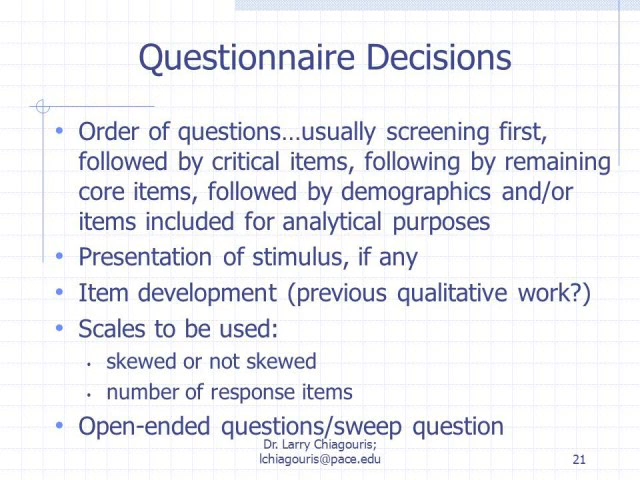 Questionnaire Decisions
• Order of questions…usually screening first,
followed by critical items, following by remaining
core items, followed by demographics and/or
items included for analytical purposes
• Presentation of stimulus, if any
• Item development (previous qualitative work?)
• Scales to be used:
• skewed or not skewed
• number of response items
• Open-ended questions/sweep question
Dr. Larry Chiagouris;
lchiagouris@pace.edu
21